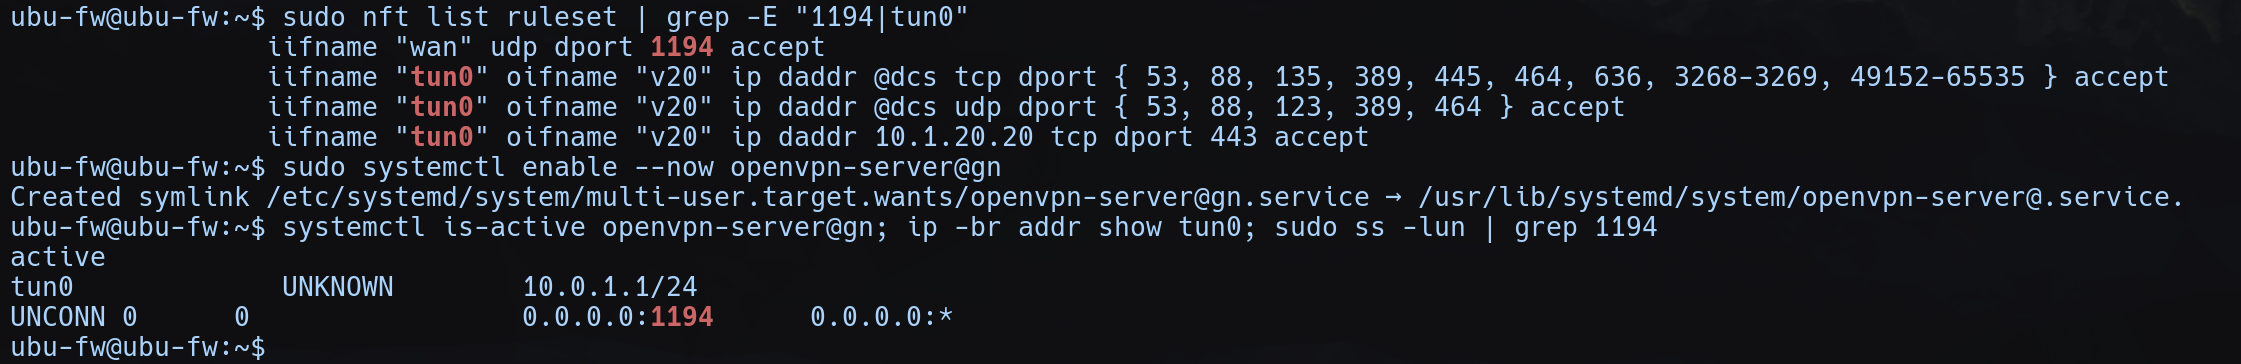 ubu-fw@ubu-fw:~$ sudo nft list ruleset | grep -E "1194|tun0"
                iifname "wan" udp dport 1194 accept
                iifname "tun0" oifname "v20" ip daddr @dcs tcp dport { 53, 88, 135, 389, 445, 464, 636, 3268-3269, 49152-65535 } accept
                iifname "tun0" oifname "v20" ip daddr @dcs udp dport { 53, 88, 123, 389, 464 } accept
                iifname "tun0" oifname "v20" ip daddr 10.1.20.20 tcp dport 443 accept
ubu-fw@ubu-fw:~$ sudo systemctl enable --now openvpn-server@gn
Created symlink /etc/systemd/system/multi-user.target.wants/openvpn-server@gn.service → /usr/lib/systemd/system/openvpn-server@.service.
ubu-fw@ubu-fw:~$ systemctl is-active openvpn-server@gn; ip -br addr show tun0; sudo ss -lun | grep 1194
active
tun0             UNKNOWN        10.0.1.1/24
UNCONN 0      0                 0.0.0.0:1194      0.0.0.0:*
ubu-fw@ubu-fw:~$